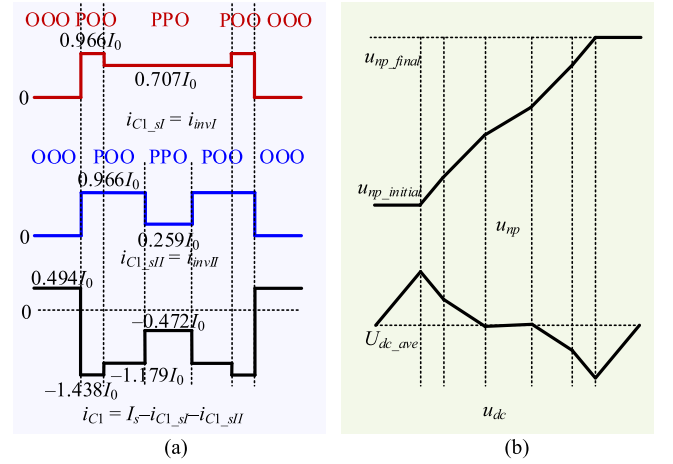 OOO POO PPO POO OOO
0.966I0
0.707I0
0
iC1_sI = iinvI
OOO POO PPO POO OOO
0.966I0
0
0.259I0
iC1_sII = iinvII
0.494I0
0
–0.472I0
–1.179I0
–1.438I0
iC1 = Is–iC1_sI–iC1_sII
(a)
unp_final
unp_initial
unp
Udc_ave
udc
(b)